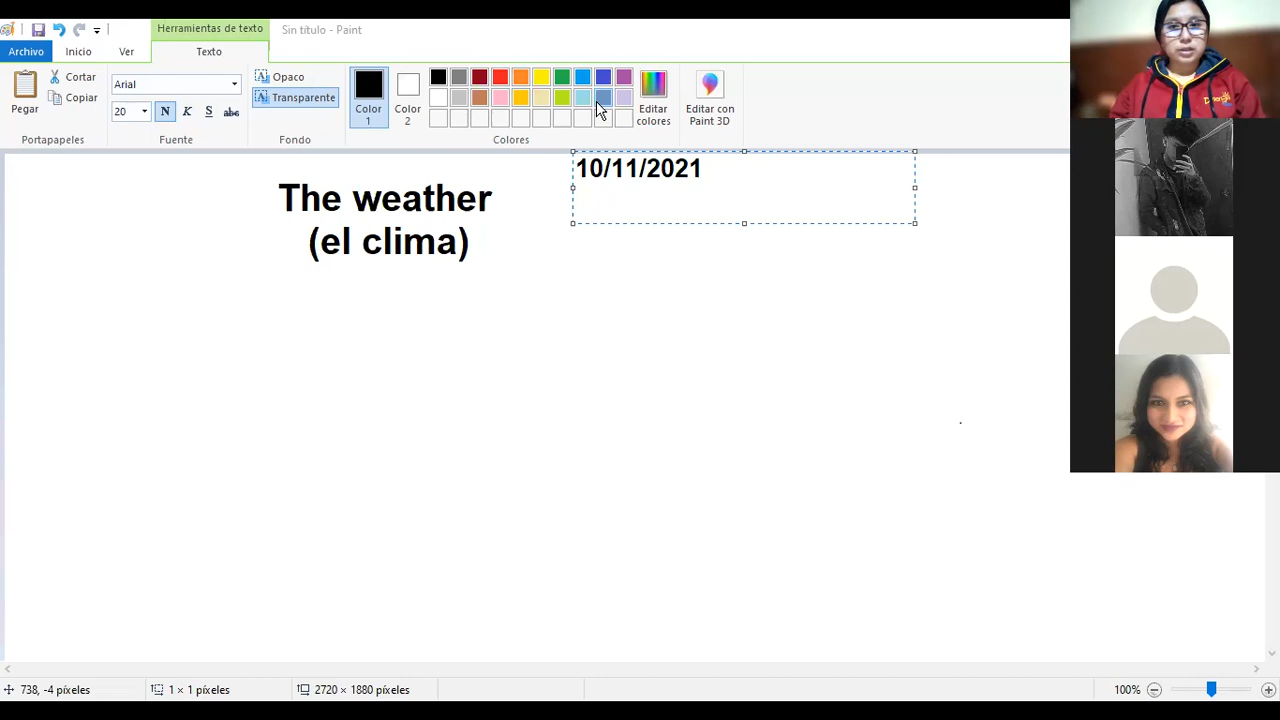 Herramientas de texto
Sin título - Paint
Archivo
Inicio
Ver
Texto
Pegar
Cortar
Copiar
Portapapeles
Arial
20
N K S abc
Fuente
Opaco
Transparente
Fondo
Color 1
Color 2
Colores
Editar colores
Editar con Paint 3D
10/11/2021
The weather
(el clima)
738, -4 píxeles
1 × 1 píxeles
2720 × 1880 píxeles
100%